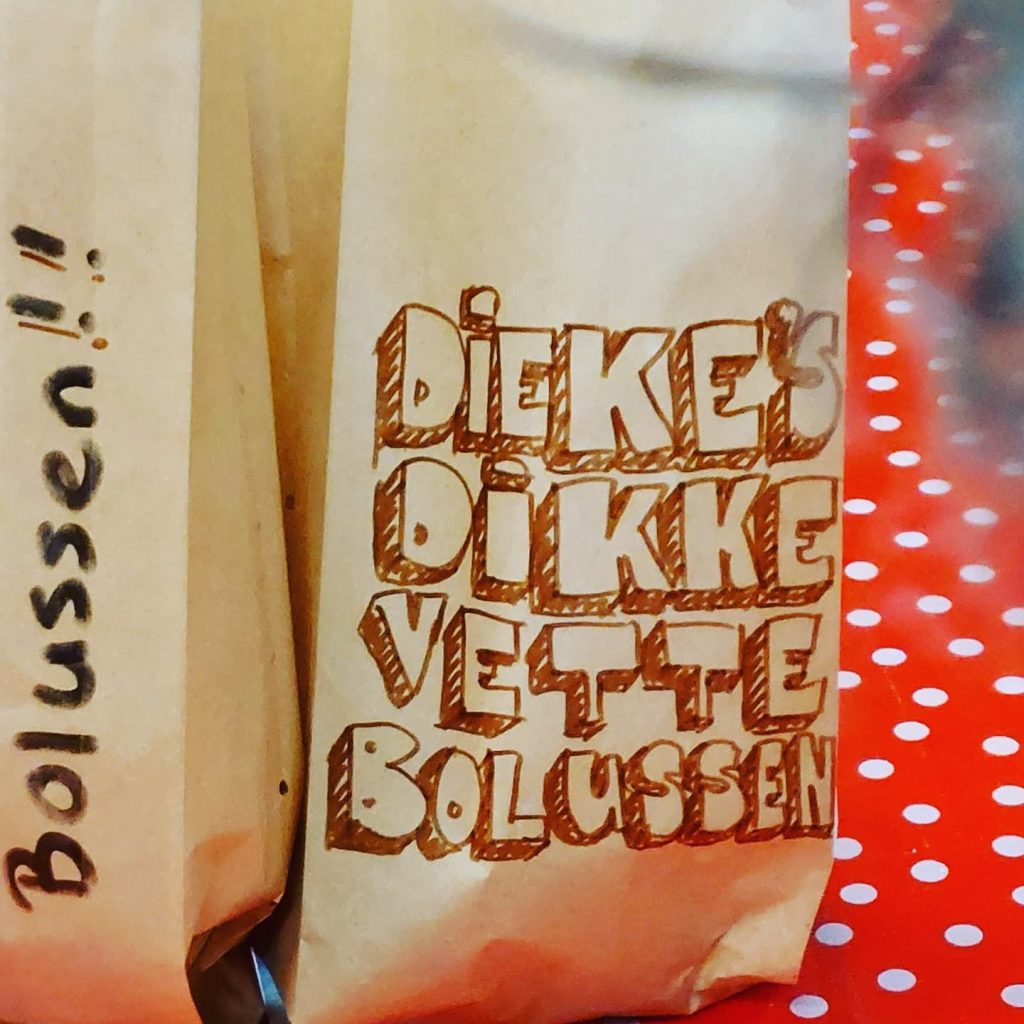 Bolussen!!!
DiEKE'S
DiKKE
VETTE
BOLUSSEN